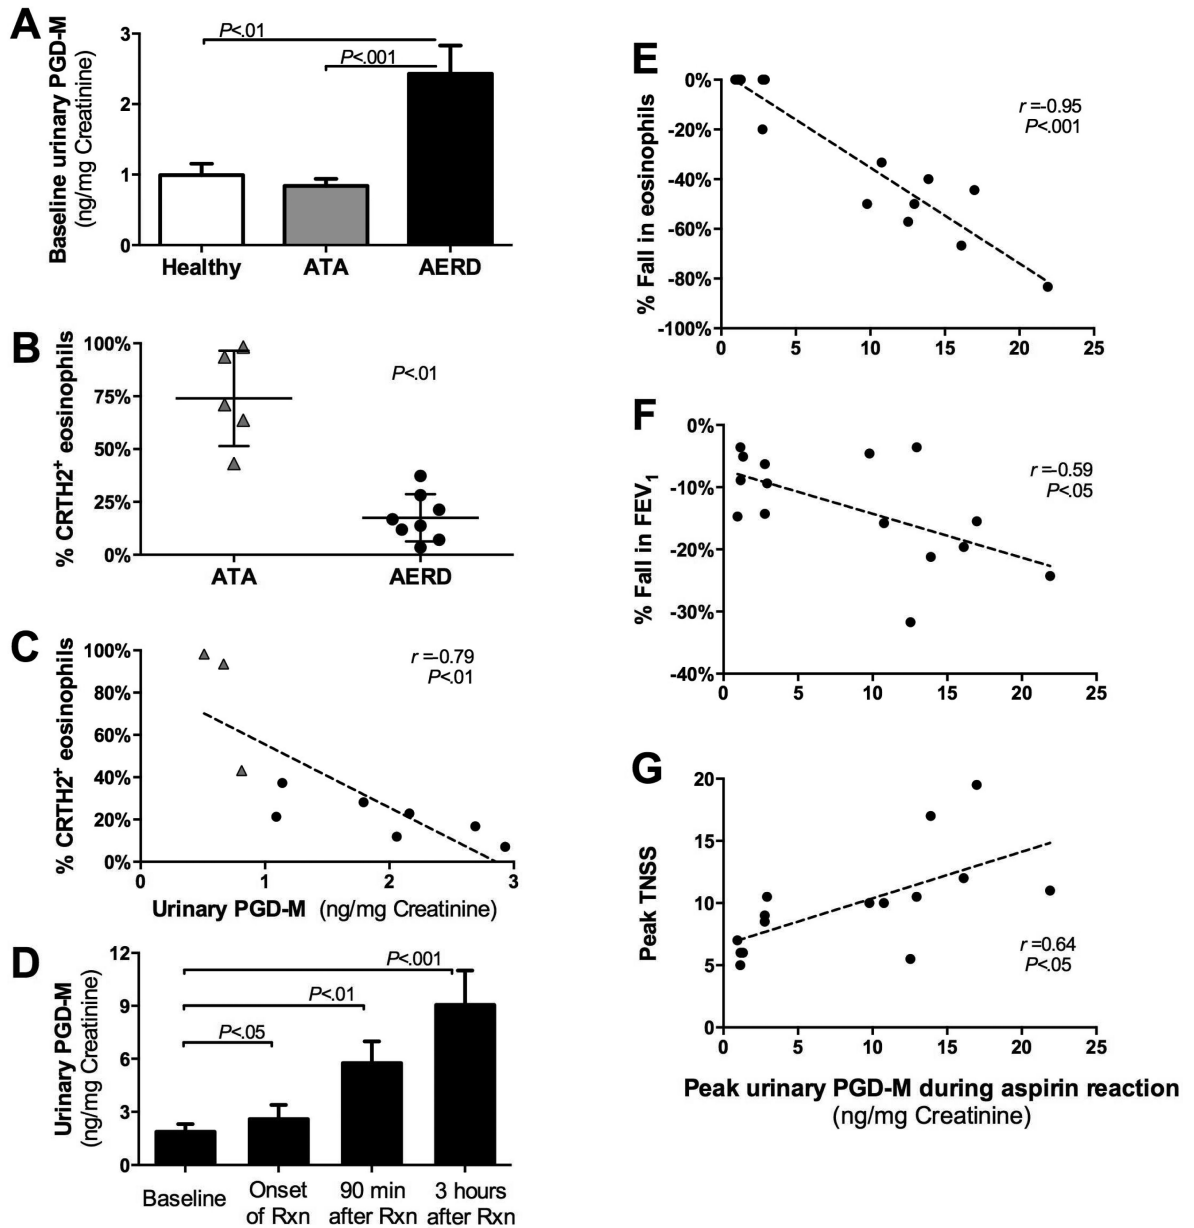 A
Baseline urinary PGD-M
(ng/mg Creatinine)
3
2
1
0
P<.01
P<.001
Healthy
ATA
AERD
B
% CRTH2+ eosinophils
100%
75%
50%
25%
0%
P<.01
ATA
AERD
C
% CRTH2+ eosinophils
100%
80%
60%
40%
20%
0%
r=-0.79
P<.01
0
1
2
3
Urinary PGD-M (ng/mg Creatinine)
D
Urinary PGD-M
(ng/mg Creatinine)
12
9
6
3
0
P<.001
P<.01
P<.05
Baseline
Onset
of Rxn
90 min
after Rxn
3 hours
after Rxn
E
% Fall in eosinophils
0%
-20%
-40%
-60%
-80%
-100%
r=-0.95
P<.001
0
5
10
15
20
25
F
% Fall in FEV1
0%
-10%
-20%
-30%
-40%
r=-0.59
P<.05
0
5
10
15
20
25
G
Peak TNSS
20
15
10
5
0
r=0.64
P<.05
0
5
10
15
20
25
Peak urinary PGD-M during aspirin reaction
(ng/mg Creatinine)